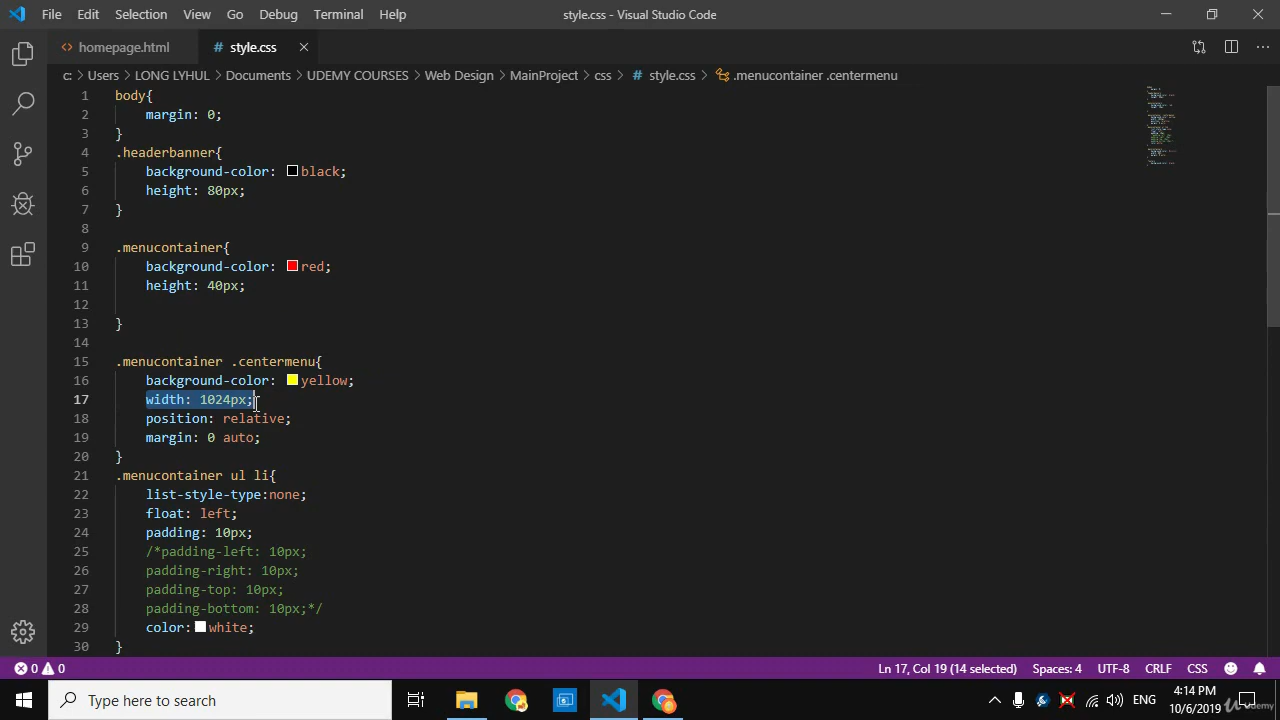 File Edit Selection View Go Debug Terminal Help style.css - Visual Studio Code
homepage.html # style.css
c: > Users > LONG LYHUL > Documents > UDEMY COURSES > Web Design > MainProject > css > # style.css > .menucontainer .centermenu
1 body{
2 margin: 0;
3 }
4 .headerbanner{
5 background-color: black;
6 height: 80px;
7 }
8
9 .menucontainer{
10 background-color: red;
11 height: 40px;
12
13 }
14
15 .menucontainer .centermenu{
16 background-color: yellow;
17 width: 1024px;
18 position: relative;
19 margin: 0 auto;
20 }
21 .menucontainer ul li{
22 list-style-type:none;
23 float: left;
24 padding: 10px;
25 /*padding-left: 10px;
26 padding-right: 10px;
27 padding-top: 10px;
28 padding-bottom: 10px;*/
29 color: white;
30 }
0 0 Ln 17, Col 19 (14 selected) Spaces: 4 UTF-8 CRLF CSS
Type here to search ENG 4:14 PM
10/6/2019
Udemy